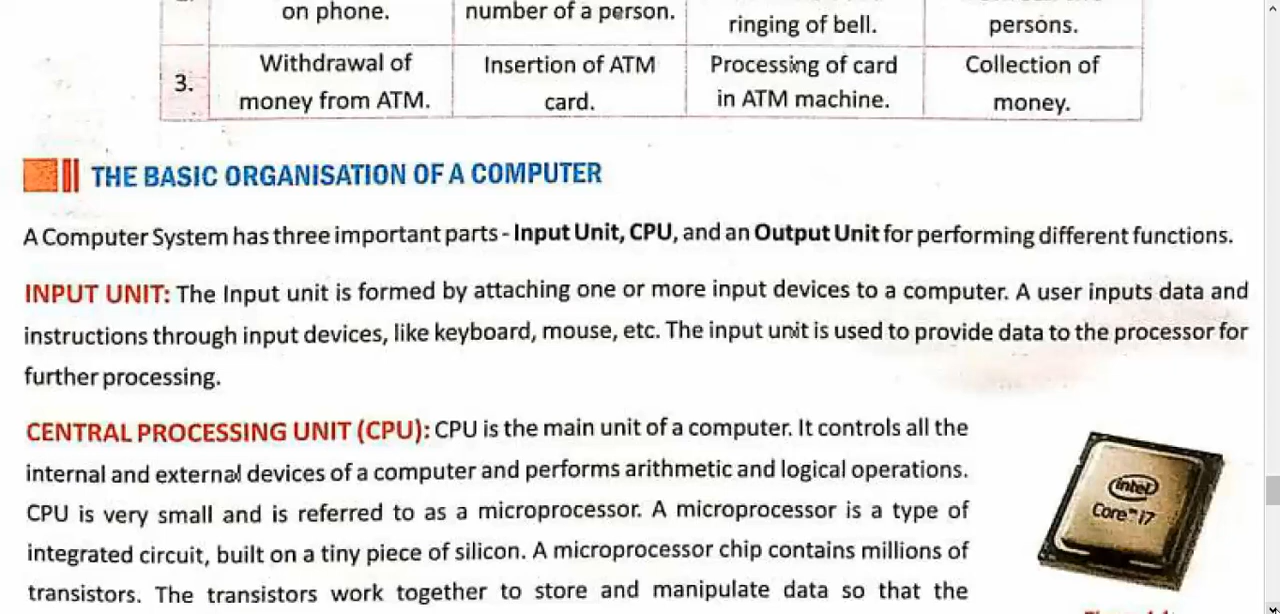 on phone.
number of a person.
ringing of bell.
persons.
3.
Withdrawal of
money from ATM.
Insertion of ATM
card.
Processing of card
in ATM machine.
Collection of
money.
THE BASIC ORGANISATION OF A COMPUTER
A Computer System has three important parts - Input Unit, CPU, and an Output Unit for performing different functions.
INPUT UNIT: The Input unit is formed by attaching one or more input devices to a computer. A user inputs data and
instructions through input devices, like keyboard, mouse, etc. The input unit is used to provide data to the processor for
further processing.
CENTRAL PROCESSING UNIT (CPU): CPU is the main unit of a computer. It controls all the
internal and external devices of a computer and performs arithmetic and logical operations.
CPU is very small and is referred to as a microprocessor. A microprocessor is a type of
integrated circuit, built on a tiny piece of silicon. A microprocessor chip contains millions of
transistors. The transistors work together to store and manipulate data so that the
intel
Core™ i7